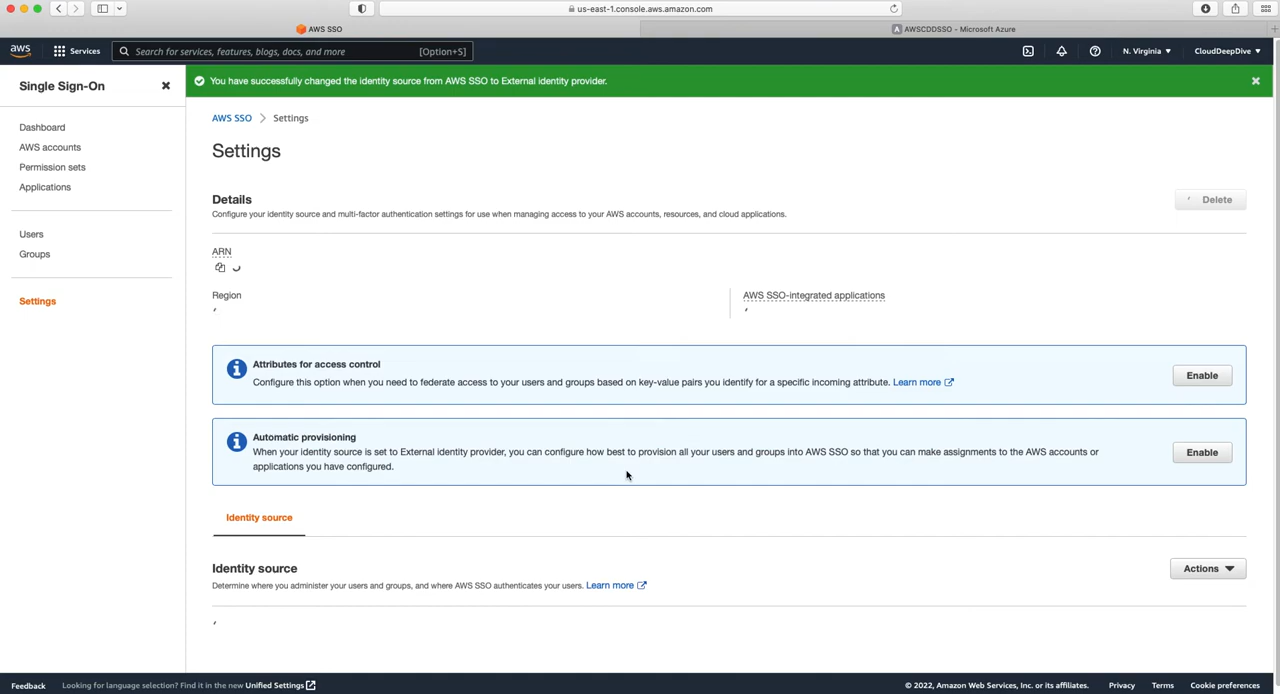 us-east-1.console.aws.amazon.com
AWS SSO
AWSCDDSSO - Microsoft Azure
aws
Services
Search for services, features, blogs, docs, and more
[Option+S]
N. Virginia
CloudDeepDive
Single Sign-On
You have successfully changed the identity source from AWS SSO to External identity provider.
Dashboard
AWS accounts
Permission sets
Applications
Users
Groups
Settings
AWS SSO > Settings
Settings
Details
Delete
Configure your identity source and multi-factor authentication settings for use when managing access to your AWS accounts, resources, and cloud applications.
ARN
Region
AWS SSO-integrated applications
Attributes for access control
Configure this option when you need to federate access to your users and groups based on key-value pairs you identify for a specific incoming attribute. Learn more
Enable
Automatic provisioning
When your identity source is set to External identity provider, you can configure how best to provision all your users and groups into AWS SSO so that you can make assignments to the AWS accounts or
applications you have configured.
Enable
Identity source
Identity source
Actions
Determine where you administer your users and groups, and where AWS SSO authenticates your users. Learn more
Feedback
Looking for language selection? Find it in the new Unified Settings
© 2022, Amazon Web Services, Inc. or its affiliates.
Privacy
Terms
Cookie preferences